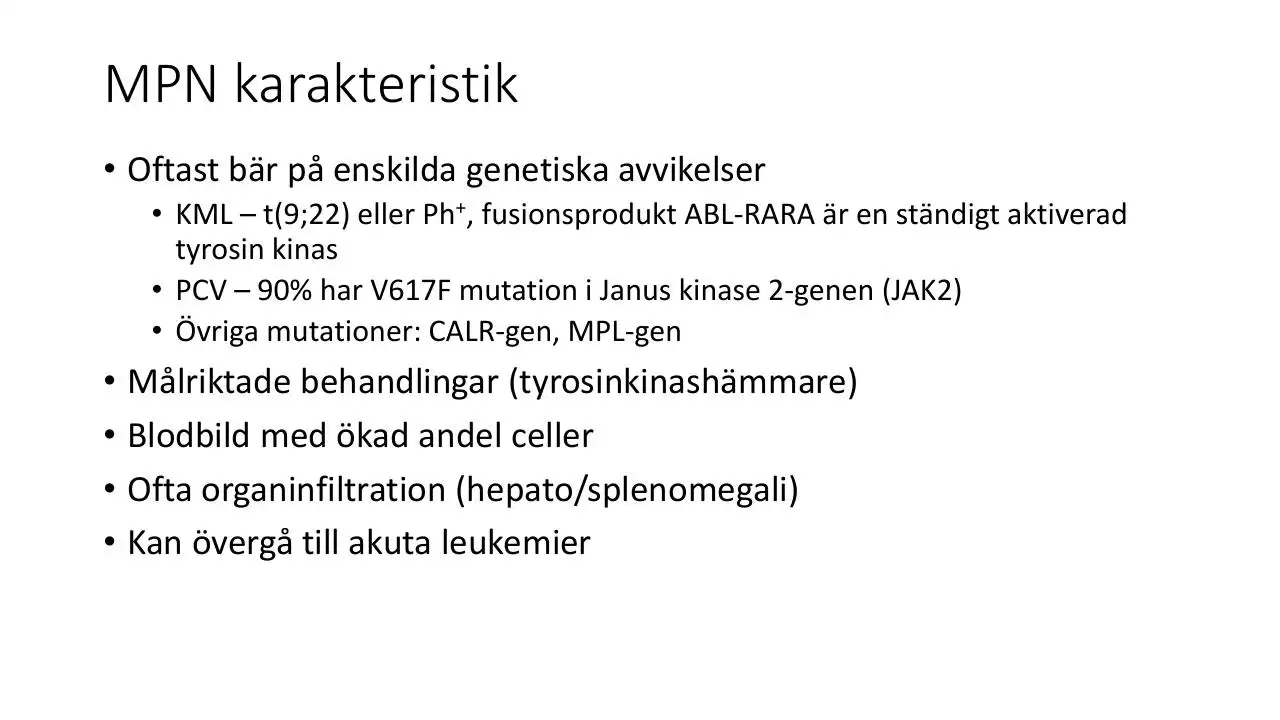 MPN karakteristik
• Oftast bär på enskilda genetiska avvikelser
• KML – t(9;22) eller Ph⁺, fusionsprodukt ABL-RARA är en ständigt aktiverad
tyrosin kinas
• PCV – 90% har V617F mutation i Janus kinase 2-genen (JAK2)
• Övriga mutationer: CALR-gen, MPL-gen
• Målriktade behandlingar (tyrosinkinashämmare)
• Blodbild med ökad andel celler
• Ofta organinfiltration (hepato/splenomegali)
• Kan övergå till akuta leukemier